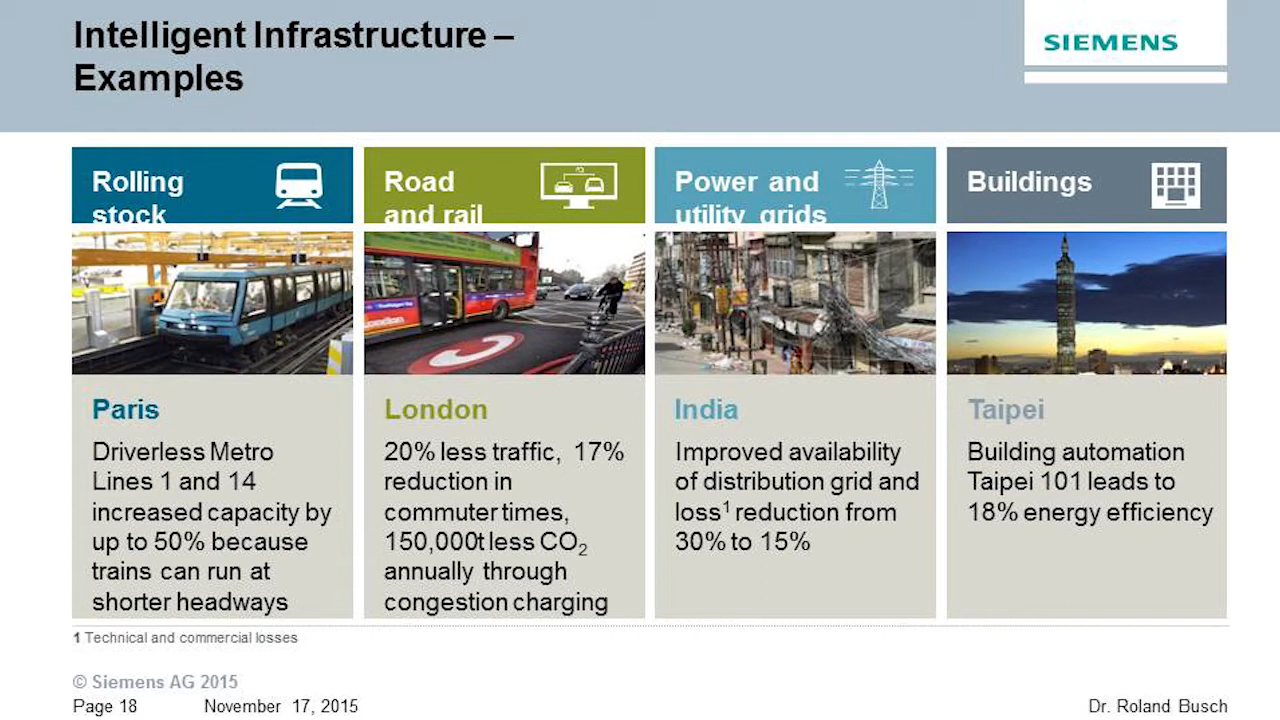 Intelligent Infrastructure –
Examples
SIEMENS
Rolling
stock
Road
and rail
Power and
utility grids
Buildings
Paris
Driverless Metro
Lines 1 and 14
increased capacity by
up to 50% because
trains can run at
shorter headways
London
20% less traffic, 17%
reduction in
commuter times,
150,000t less CO₂
annually through
congestion charging
India
Improved availability
of distribution grid and
loss¹ reduction from
30% to 15%
Taipei
Building automation
Taipei 101 leads to
18% energy efficiency
1 Technical and commercial losses
© Siemens AG 2015
Page 18 November 17, 2015 Dr. Roland Busch